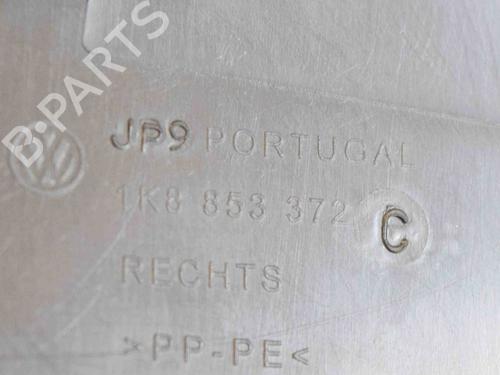 B-PARTS
JP9 PORTUGAL
1K8 853 372 C
RECHTS
>PP-PE<